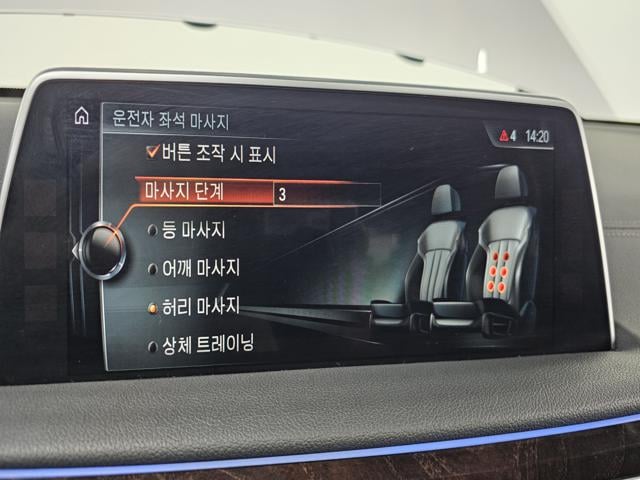 운전자 좌석 마사지
4 14:20
버튼 조작 시 표시
마사지 단계 3
등 마사지
어깨 마사지
허리 마사지
상체 트레이닝